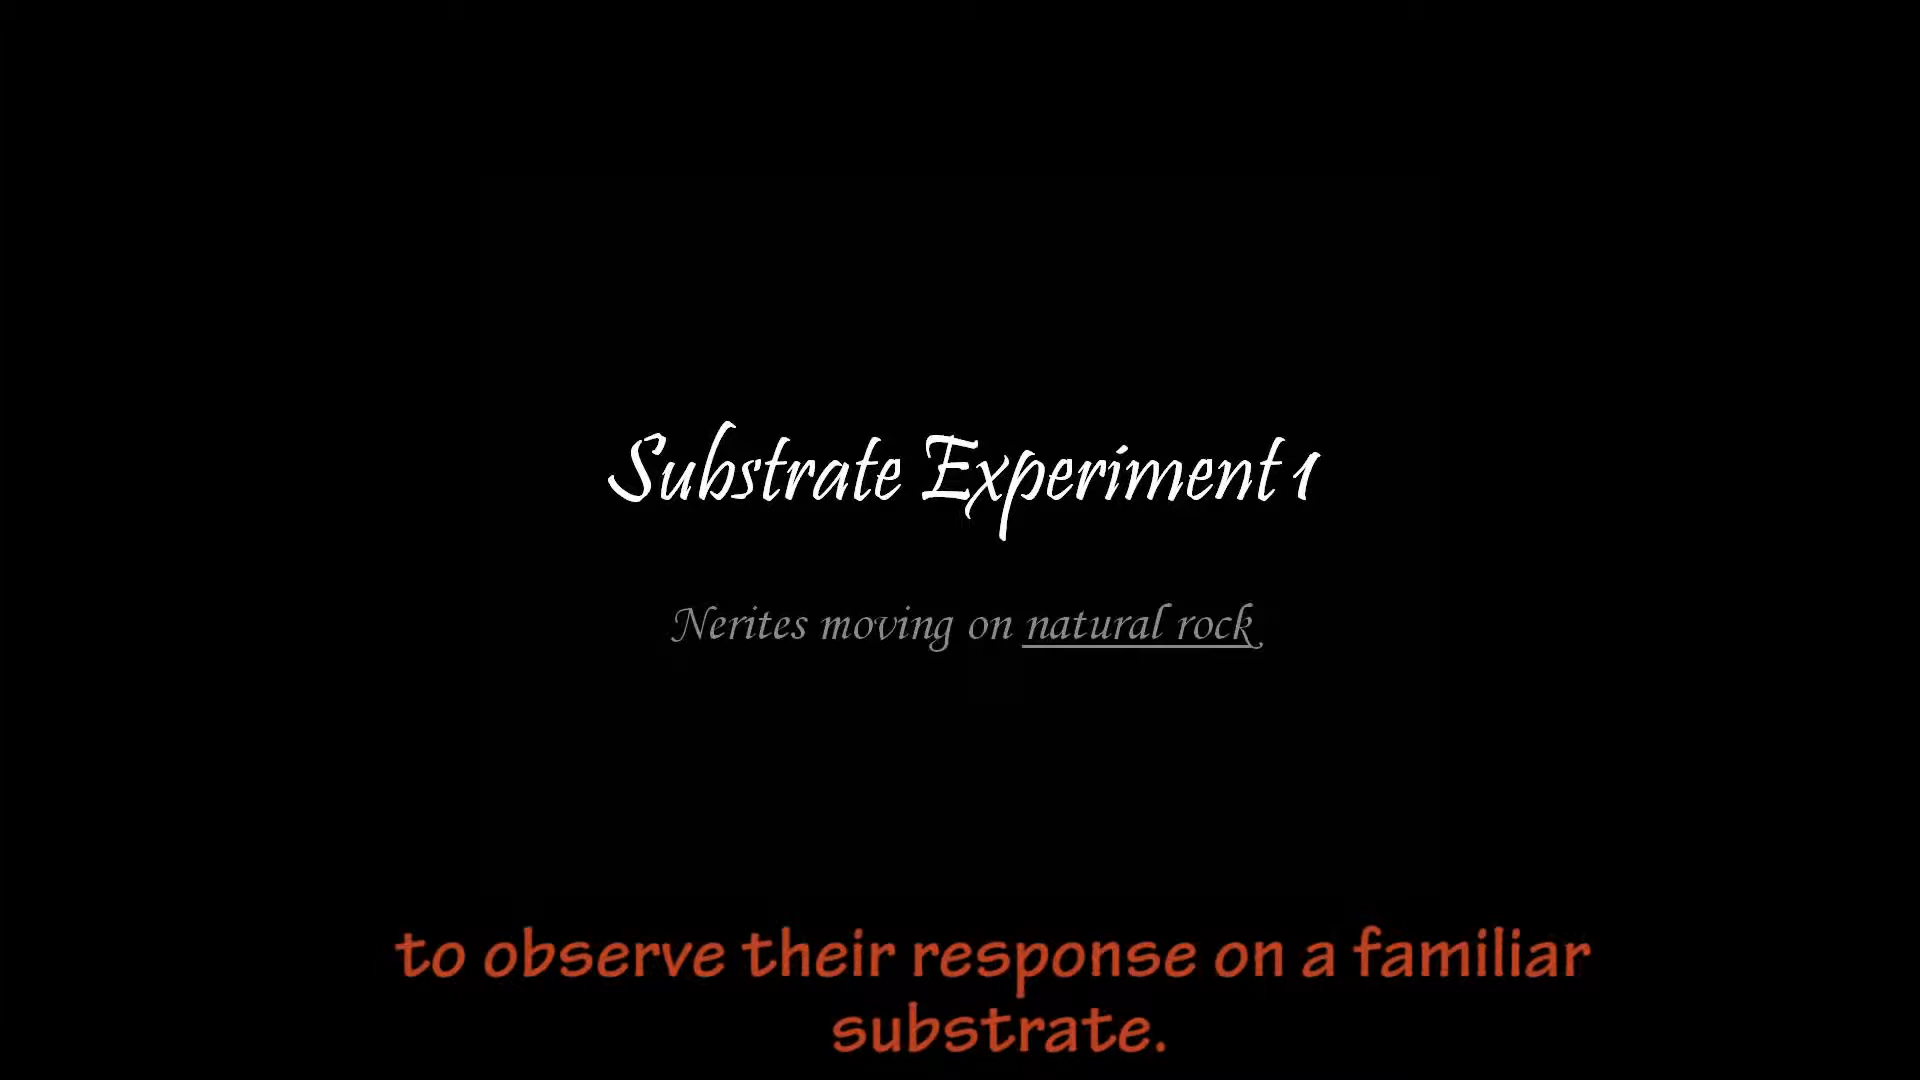 Substrate Experiment 1
Nerites moving on natural rock
to observe their response on a familiar
substrate.